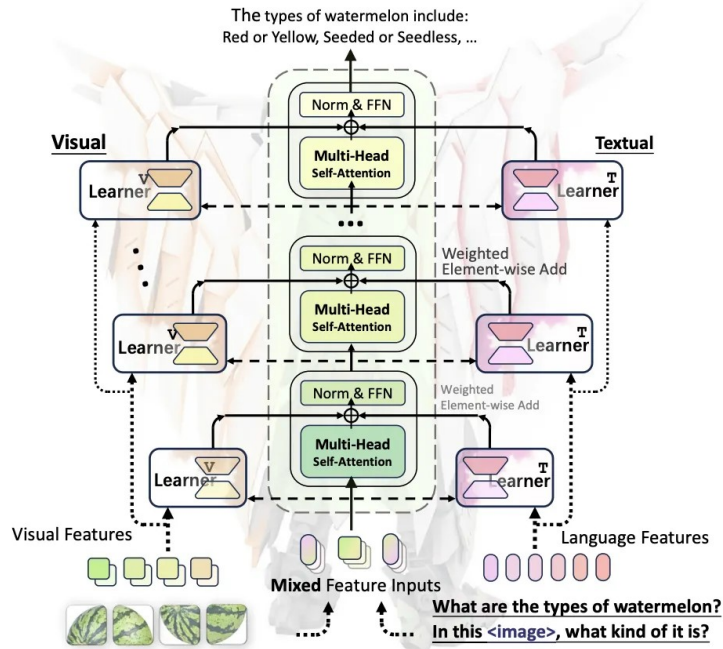 The types of watermelon include:
Red or Yellow, Seeded or Seedless, ...
Norm & FFN
Visual
Textual
Multi-Head
Self-Attention
V
Learner
T
Learner
Norm & FFN
Weighted
Element-wise Add
Multi-Head
Self-Attention
V
Learner
T
Learner
Norm & FFN
Weighted
Element-wise Add
Multi-Head
Self-Attention
V
Learner
T
Learner
Visual Features
Language Features
Mixed Feature Inputs
What are the types of watermelon?
In this <image>, what kind of it is?